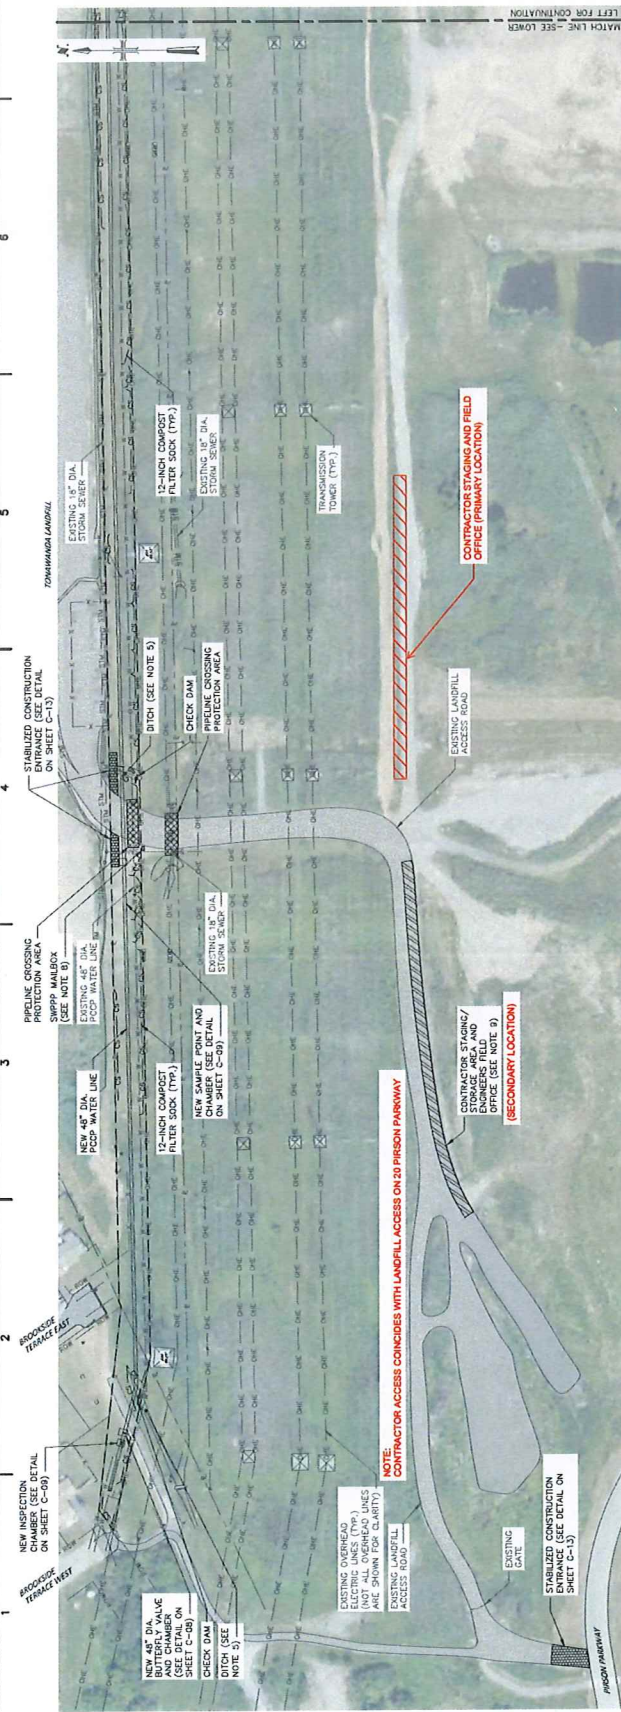 MATCH LINE - SEE LOWER
LEFT FOR CONTINUATION
1
2
3
4
5
6
NEW INSPECTION
CHAMBER (SEE DETAIL
ON SHEET C-09)
BROOKSIDE
TERRACE WEST
BROOKSIDE
TERRACE EAST
NEW 48" DIA.
PCCP WATER LINE
PIPELINE CROSSING
PROTECTION AREA
SWPPP MAILBOX
(SEE NOTE 8)
EXISTING 48" DIA.
PCCP WATER LINE
STABILIZED CONSTRUCTION
ENTRANCE (SEE DETAIL
ON SHEET C-13)
TONAWANDA LANDFILL
EXISTING 18" DIA.
STORM SEWER
NEW 48" DIA.
BUTTERFLY VALVE
AND CHAMBER
(SEE DETAIL ON
SHEET C-08)
CHECK DAM
DITCH (SEE
NOTE 5)
12-INCH COMPOST
FILTER SOCK (TYP.)
NEW SAMPLE POINT AND
CHAMBER (SEE DETAIL
ON SHEET C-09)
EXISTING 18" DIA.
STORM SEWER
DITCH (SEE NOTE 5)
CHECK DAM
PIPELINE CROSSING
PROTECTION AREA
12-INCH COMPOST
FILTER SOCK (TYP.)
EXISTING 18" DIA.
STORM SEWER
TRANSMISSION
TOWER (TYP.)
EXISTING OVERHEAD
ELECTRIC LINES (TYP.)
(NOT ALL OVERHEAD LINES
ARE SHOWN FOR CLARITY)
EXISTING LANDFILL
ACCESS ROAD
NOTE:
CONTRACTOR ACCESS COINCIDES WITH LANDFILL ACCESS ON 20 PIRSON PARKWAY
EXISTING
GATE
STABILIZED CONSTRUCTION
ENTRANCE (SEE DETAIL ON
SHEET C-13)
PIRSON PARKWAY
CONTRACTOR STAGING/
STORAGE AREA AND
ENGINEERS FIELD
OFFICE (SEE NOTE 9)
(SECONDARY LOCATION)
EXISTING LANDFILL
ACCESS ROAD
CONTRACTOR STAGING AND FIELD
OFFICE (PRIMARY LOCATION)